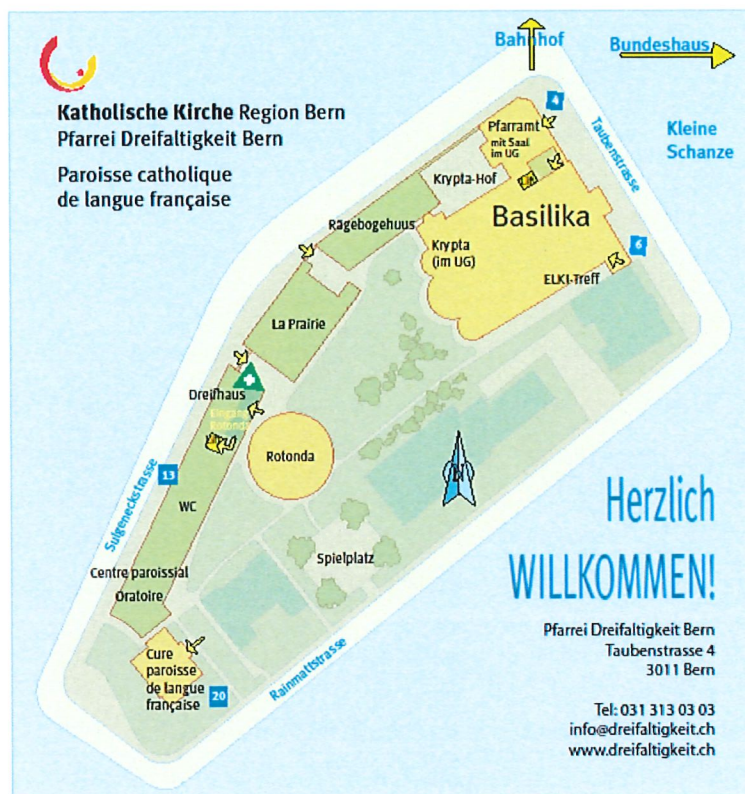 Bahnhof
Bundeshaus
Katholische Kirche Region Bern
Pfarrei Dreifaltigkeit Bern
Paroisse catholique
de langue française
4
Taubenstrasse
Kleine
Schanze
Pfarramt
mit Saal
im UG
Krypta-Hof
Basilika
Rägebogehuus
Krypta
(im UG)
6
ELKI-Treff
La Prairie
Dreifhaus
Eingang
Rotonda
Rotonda
13
Sulgeneckstrasse
WC
Spielplatz
Centre paroissial
Oratoire
Cure
paroisse
de langue
française
20
Rainmattstrasse
Herzlich
WILLKOMMEN!
Pfarrei Dreifaltigkeit Bern
Taubenstrasse 4
3011 Bern
Tel: 031 313 03 03
info@dreifaltigkeit.ch
www.dreifaltigkeit.ch